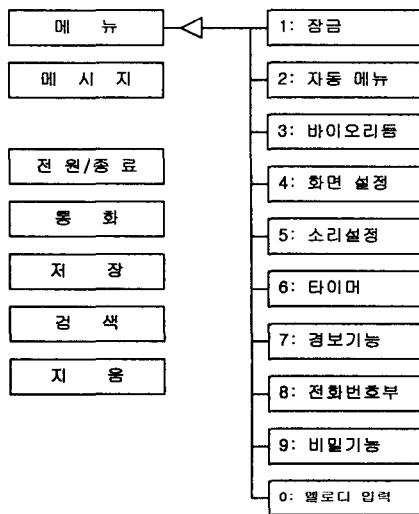 메 뉴
메 시 지
전 원/종 료
통 화
저 장
검 색
지 움
1: 잠금
2: 자동 메뉴
3: 바이오리듬
4: 화면 설정
5: 소리설정
6: 타이머
7: 경보기능
8: 전화번호부
9: 비밀기능
0: 멜로디 입력